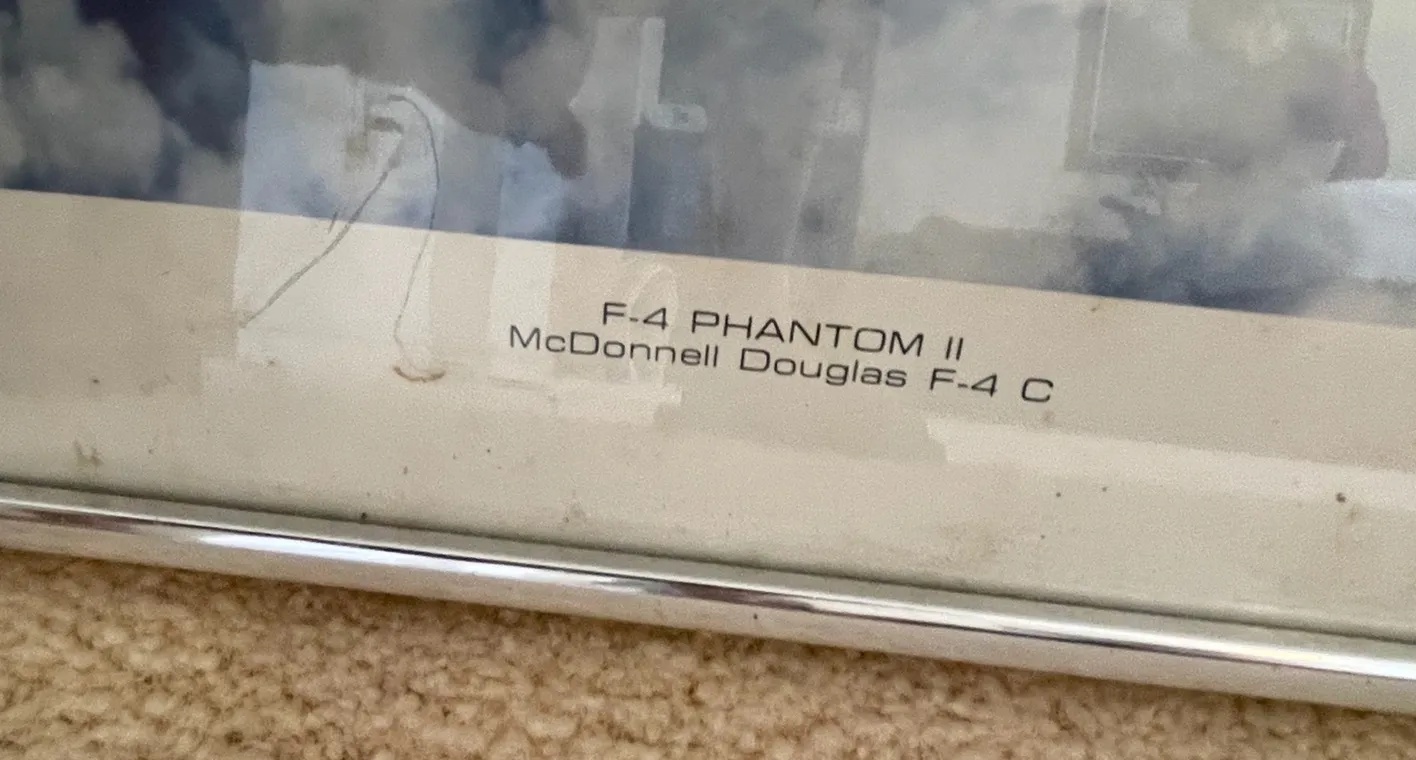 F-4 PHANTOM II
McDonnell Douglas F-4 C